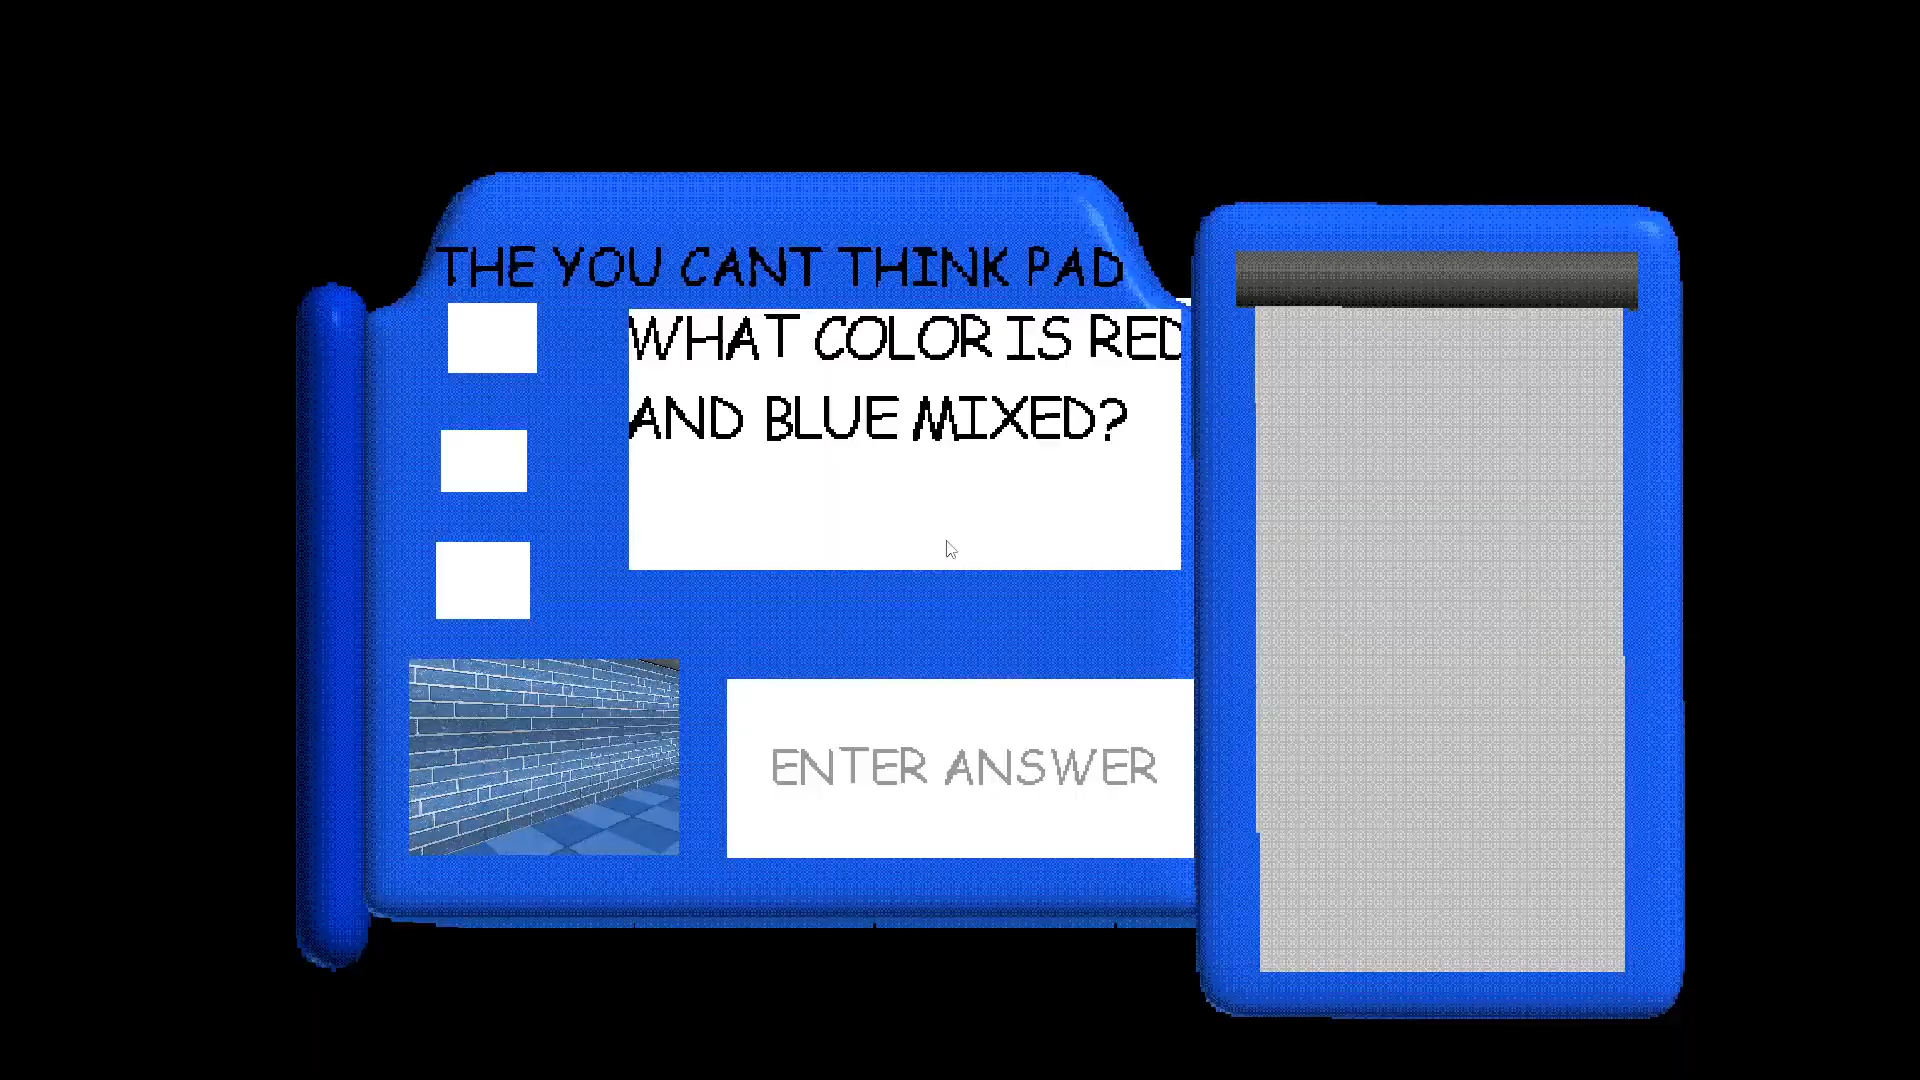 THE YOU CANT THINK PAD
WHAT COLOR IS RED
AND BLUE MIXED?
ENTER ANSWER